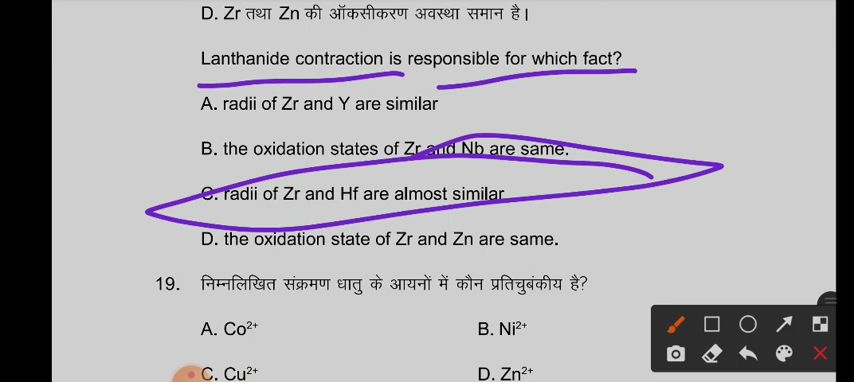 D. Zr तथा Zn की ऑकसीकरण अवस्था समान है।
Lanthanide contraction is responsible for which fact?
A. radii of Zr and Y are similar
B. the oxidation states of Zr and Nb are same.
C. radii of Zr and Hf are almost similar
D. the oxidation state of Zr and Zn are same.
19. निम्नलिखित संक्रमण धातु के आयनों में कौन प्रतिचुबंकीय है?
A. Co²⁺ B. Ni²⁺
C. Cu²⁺ D. Zn²⁺